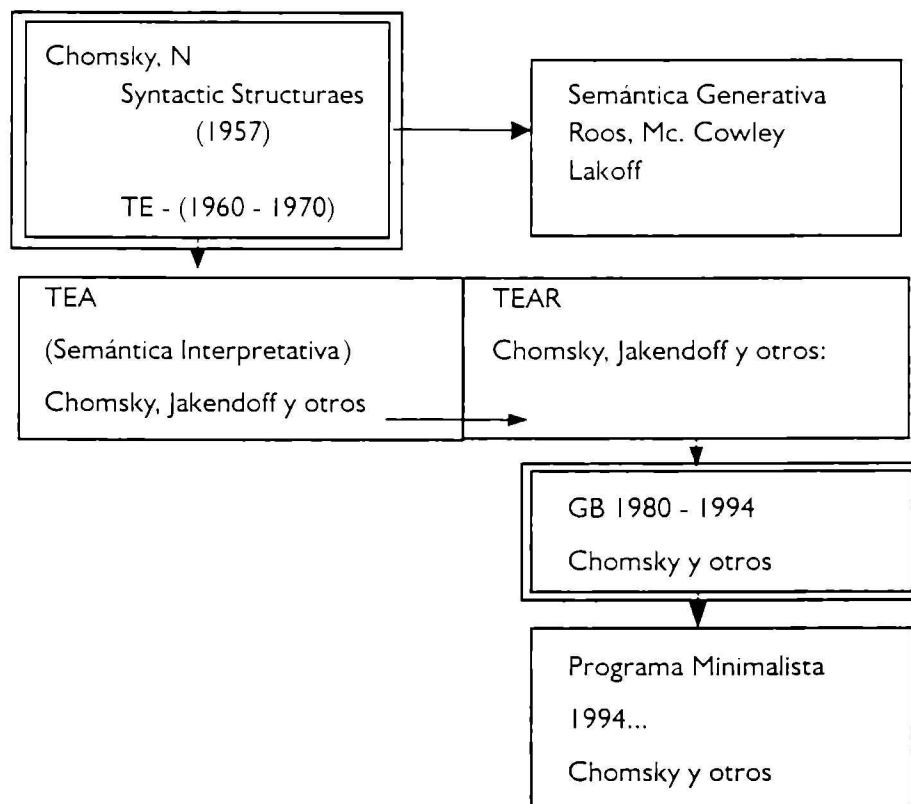 Chomsky, N
Syntactic Structuraes
(1957)
TE - (1960 - 1970)
Semántica Generativa
Roos, Mc. Cowley
Lakoff
TEA
(Semántica Interpretativa)
Chomsky, Jakendoff y otros
TEAR
Chomsky, Jakendoff y otros:
GB 1980 - 1994
Chomsky y otros
Programa Minimalista
1994...
Chomsky y otros